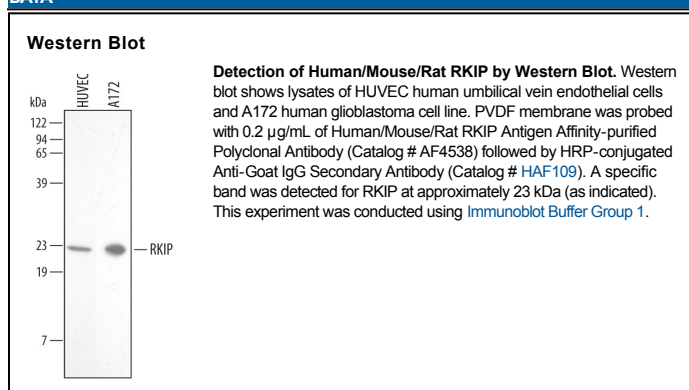 DATA
Western Blot
Detection of Human/Mouse/Rat RKIP by Western Blot. Western
blot shows lysates of HUVEC human umbilical vein endothelial cells
and A172 human glioblastoma cell line. PVDF membrane was probed
with 0.2 µg/mL of Human/Mouse/Rat RKIP Antigen Affinity-purified
Polyclonal Antibody (Catalog # AF4538) followed by HRP-conjugated
Anti-Goat IgG Secondary Antibody (Catalog # HAF109). A specific
band was detected for RKIP at approximately 23 kDa (as indicated).
This experiment was conducted using Immunoblot Buffer Group 1.
HUVEC
A172
kDa
122
94
65
39
23
RKIP
19
7